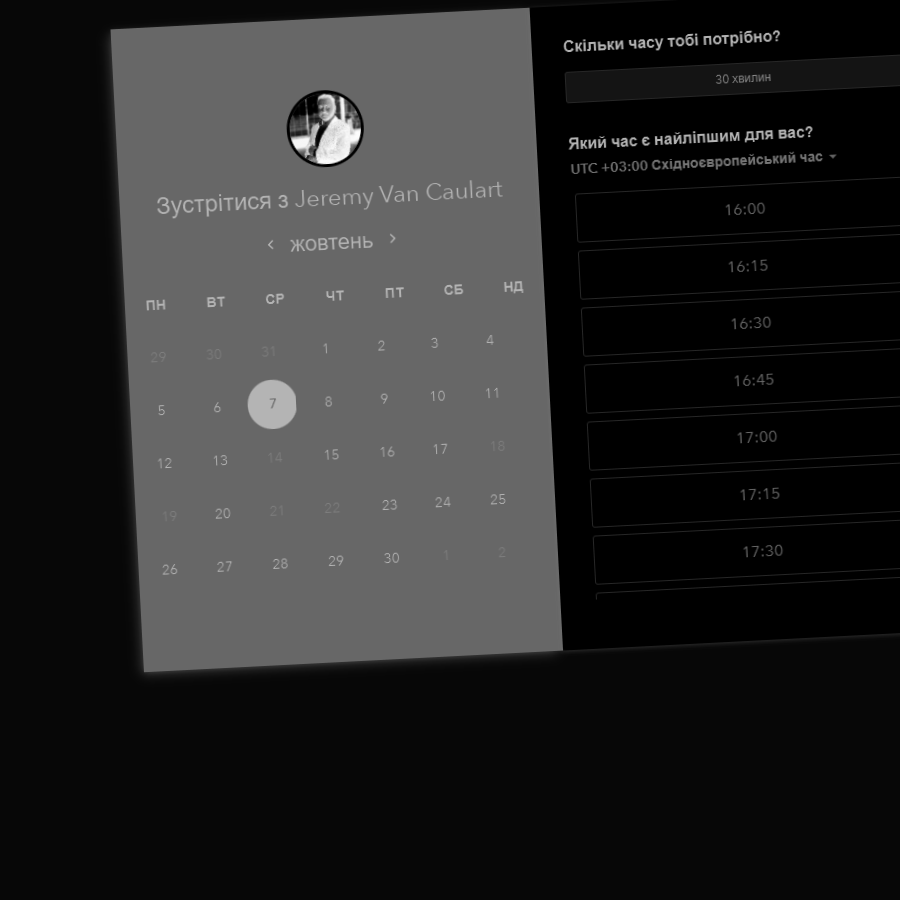 Зустрітися з Jeremy Van Caulart
‹ жовтень ›
ПН ВТ СР ЧТ ПТ СБ НД
29 30 31 1 2 3 4
5 6 7 8 9 10 11
12 13 14 15 16 17 18
19 20 21 22 23 24 25
26 27 28 29 30 1 2
Скільки часу тобі потрібно?
30 хвилин
Який час є найліпшим для вас?
UTC +03:00 Східноєвропейський час
16:00
16:15
16:30
16:45
17:00
17:15
17:30